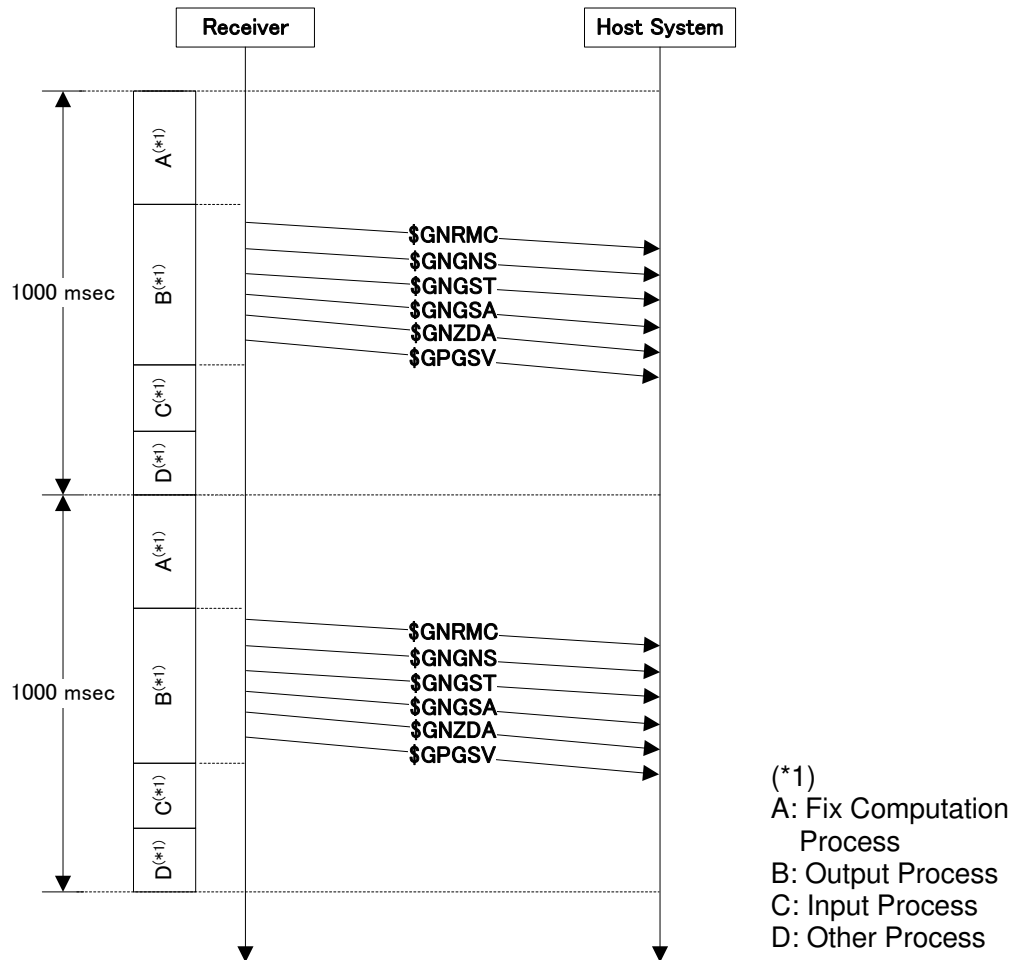 Receiver
Host System
A(*1)
$GNRMC
$GNGNS
$GNGST
$GNGSA
$GNZDA
$GPGSV
1000 msec
B(*1)
C(*1)
D(*1)
A(*1)
$GNRMC
$GNGNS
$GNGST
$GNGSA
$GNZDA
$GPGSV
1000 msec
B(*1)
C(*1)
D(*1)
(*1)
A: Fix Computation
Process
B: Output Process
C: Input Process
D: Other Process